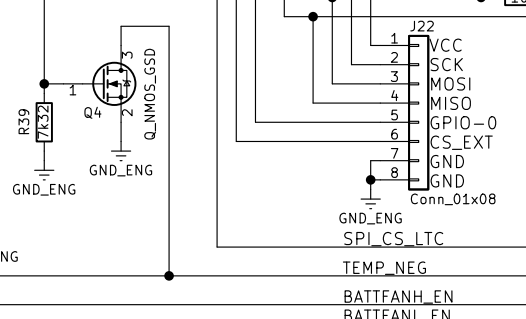 J22
1 VCC
2 SCK
3 MOSI
4 MISO
5 GPIO-0
6 CS_EXT
7 GND
8 GND
Conn_01x08
GND_ENG
3
1
2
Q4
Q_NMOS_GSD
GND_ENG
R39
7k32
GND_ENG
SPI_CS_LTC
NG
TEMP_NEG
BATTFANH_EN